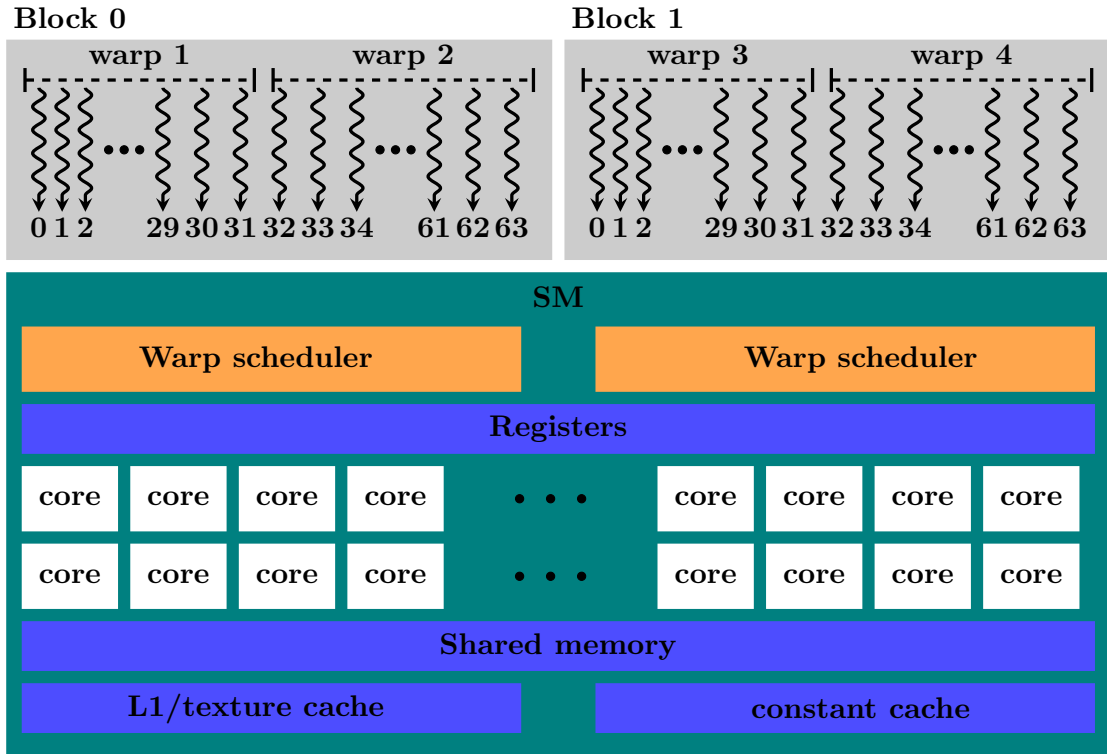 Block 0 Block 1
warp 1 warp 2 warp 3 warp 4
0 1 2 29 30 31 32 33 34 61 62 63 0 1 2 29 30 31 32 33 34 61 62 63
SM
Warp scheduler Warp scheduler
Registers
core core core core core core core core
core core core core core core core core
Shared memory
L1/texture cache constant cache